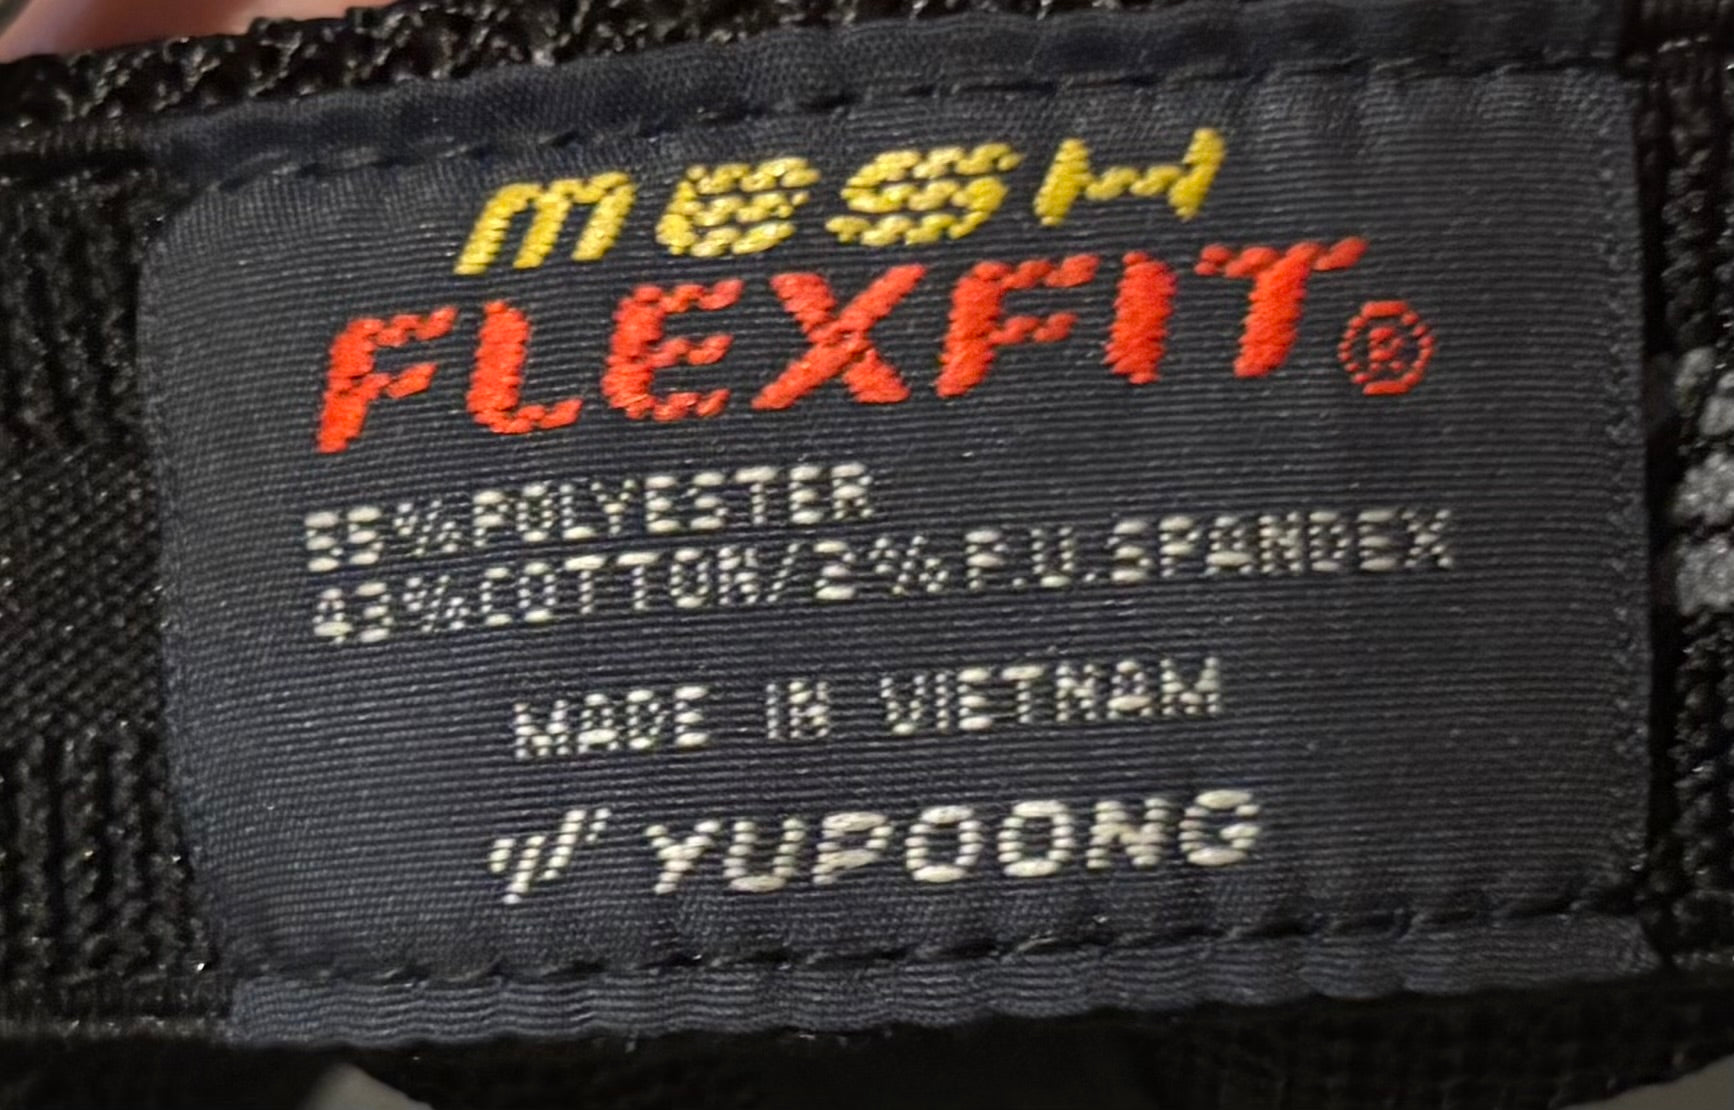 MESH
FLEXFIT®
55%POLYESTER
43%COTTON/2%P.U.SPANDEX
MADE IN VIETNAM
YUPOONG